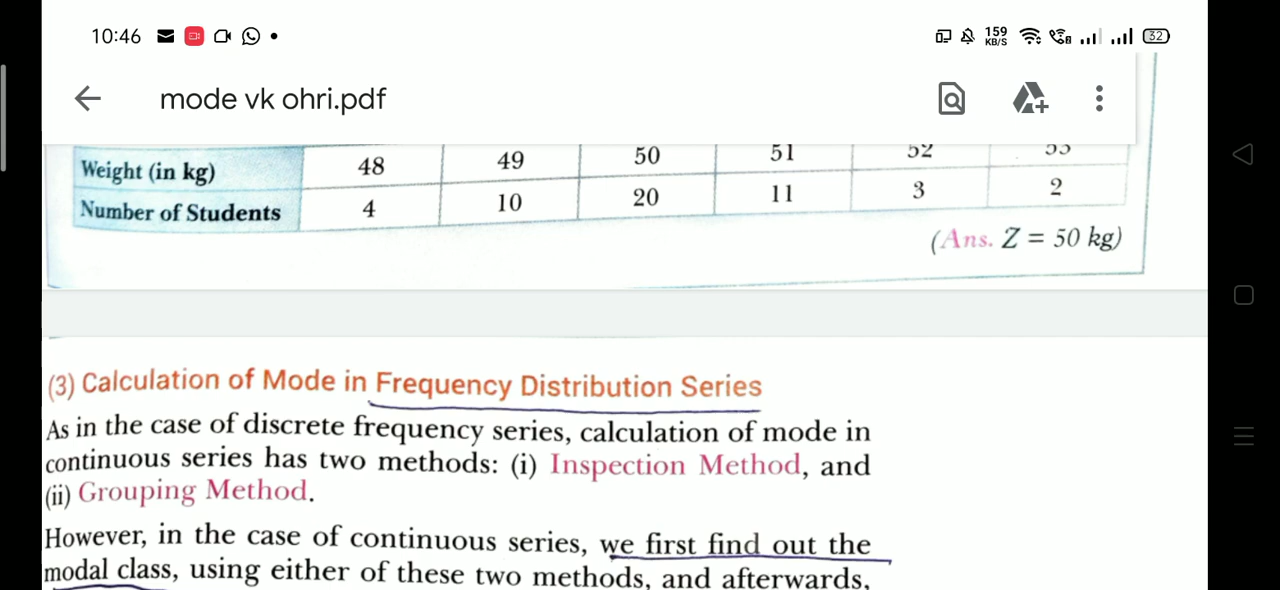 10:46
159 KB/S
32
mode vk ohri.pdf
Weight (in kg) 48 49 50 51 52 53
Number of Students 4 10 20 11 3 2
(Ans. Z = 50 kg)
(3) Calculation of Mode in Frequency Distribution Series
As in the case of discrete frequency series, calculation of mode in
continuous series has two methods: (i) Inspection Method, and
(ii) Grouping Method.
However, in the case of continuous series, we first find out the
modal class, using either of these two methods, and afterwards,